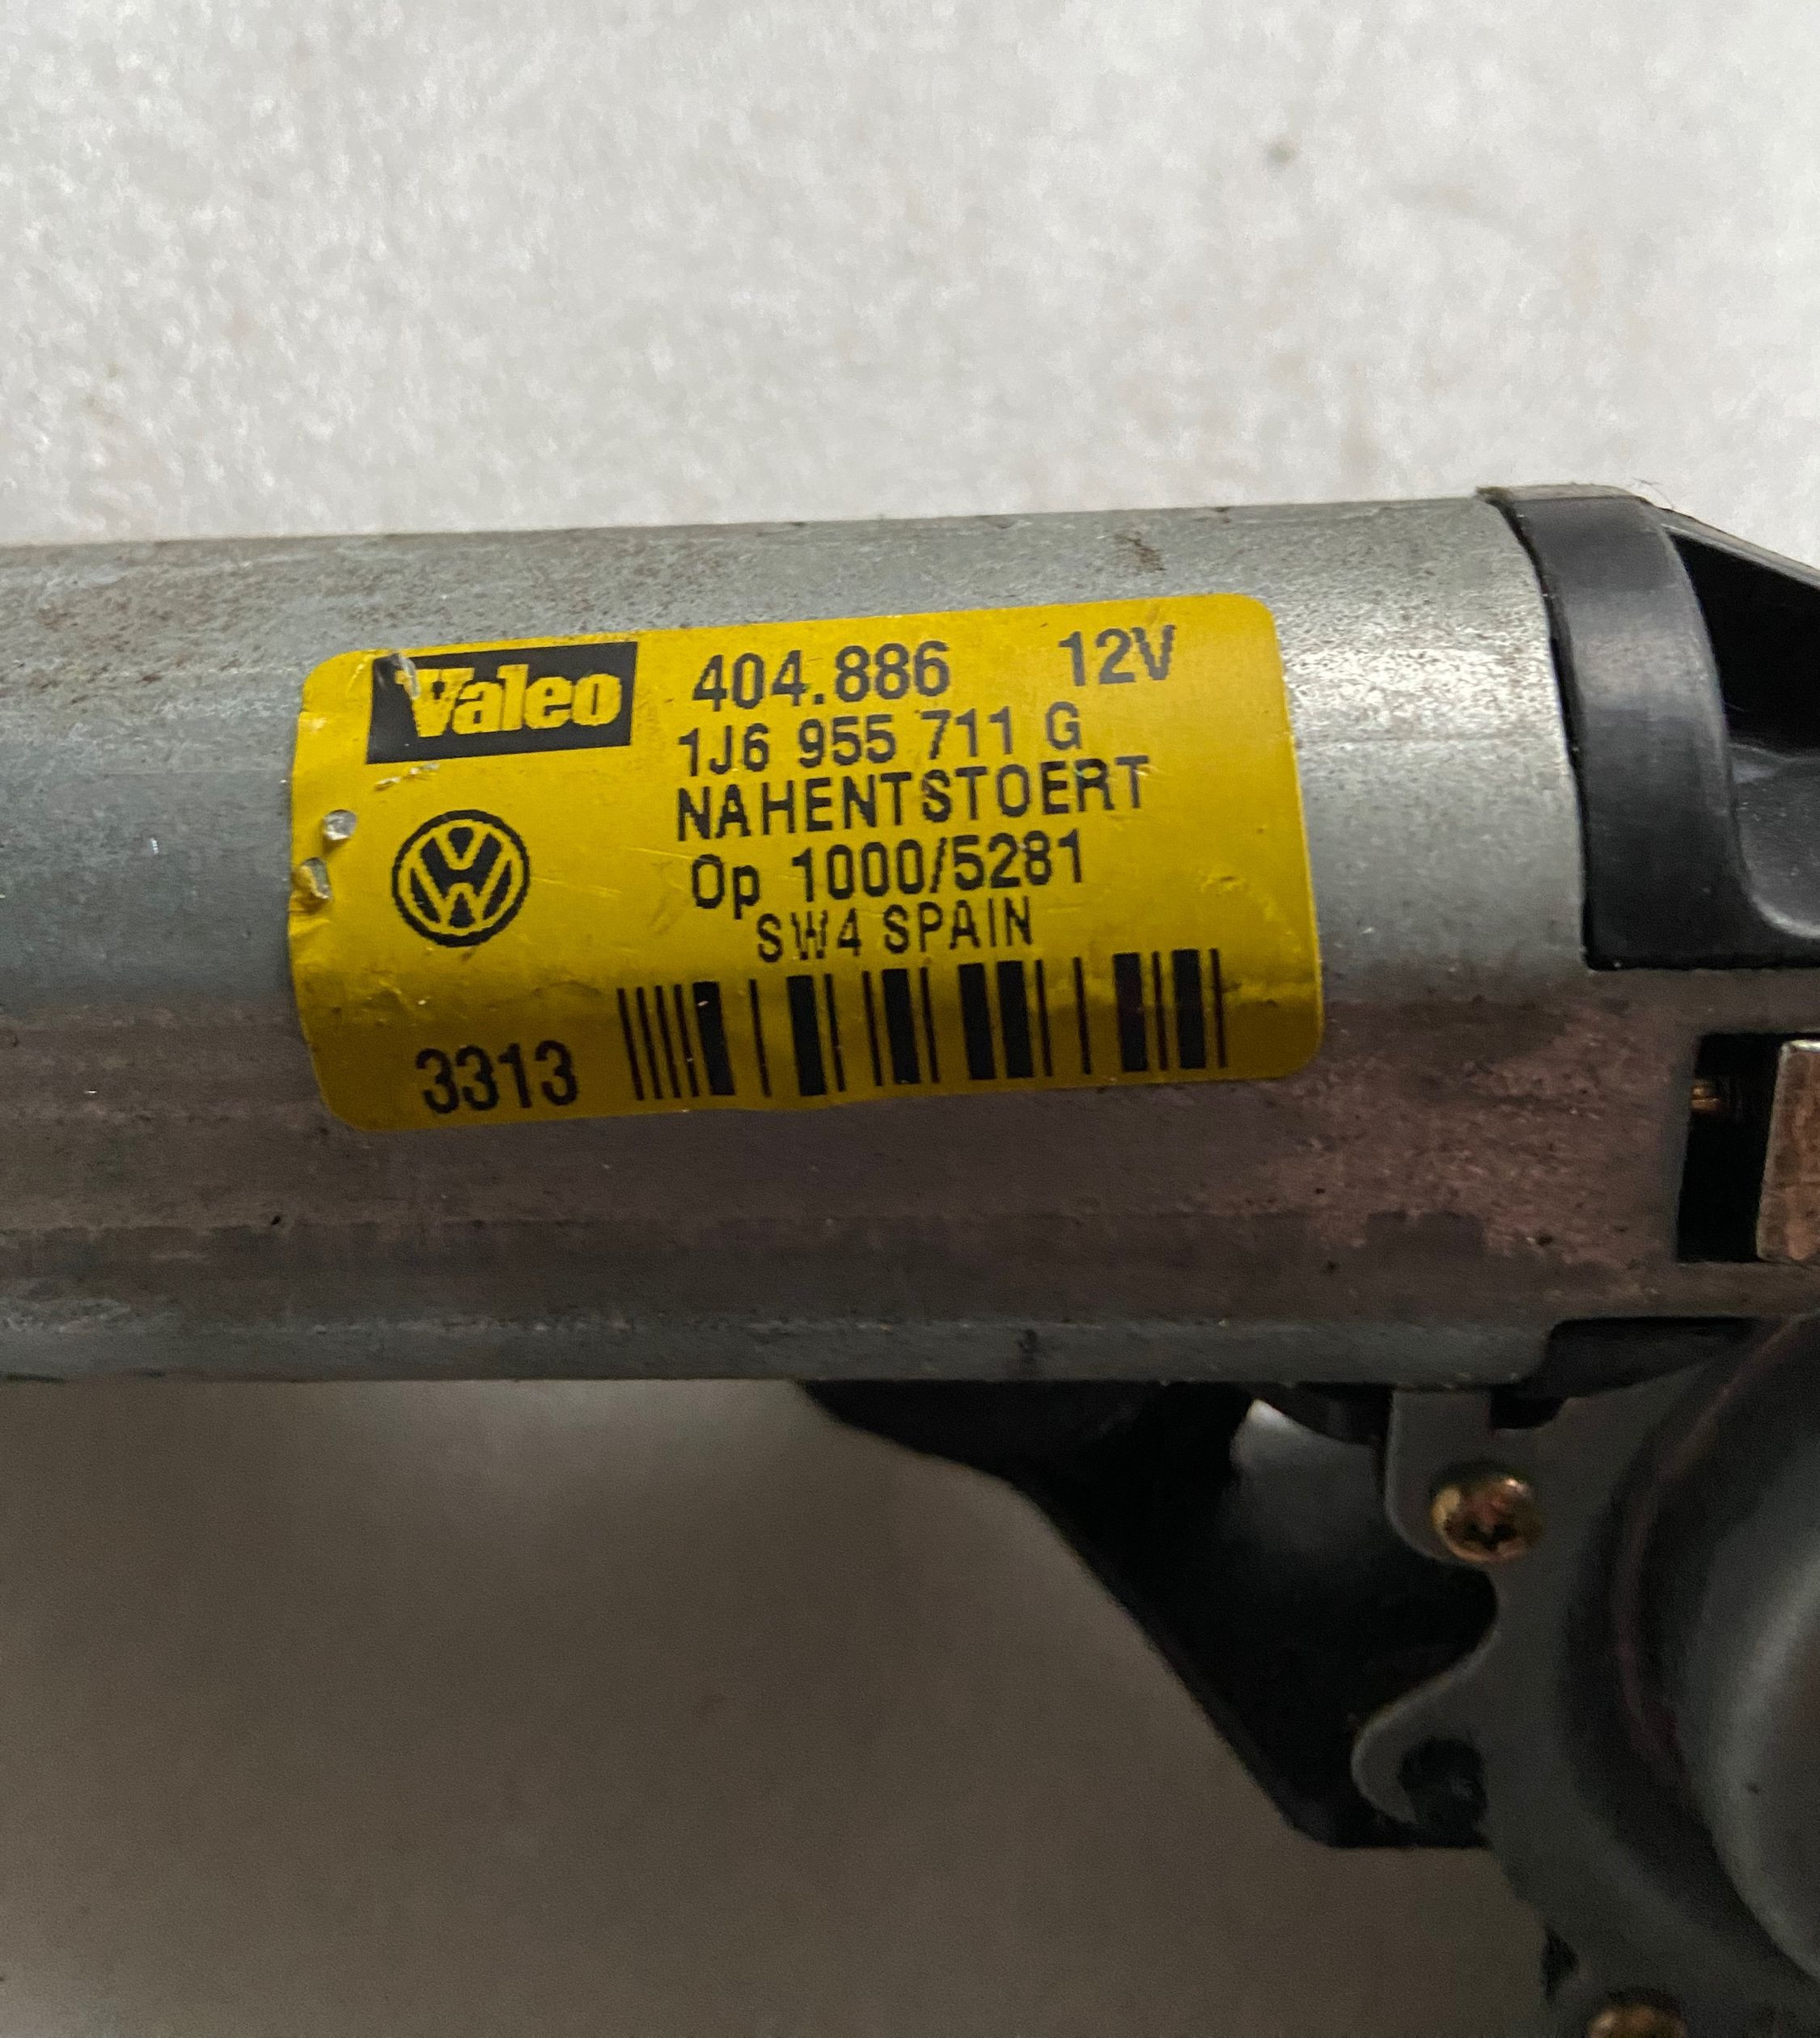 Valeo 404.886 12V
1J6 955 711 G
NAHENTSTOERT
Op 1000/5281
SW4 SPAIN
3313